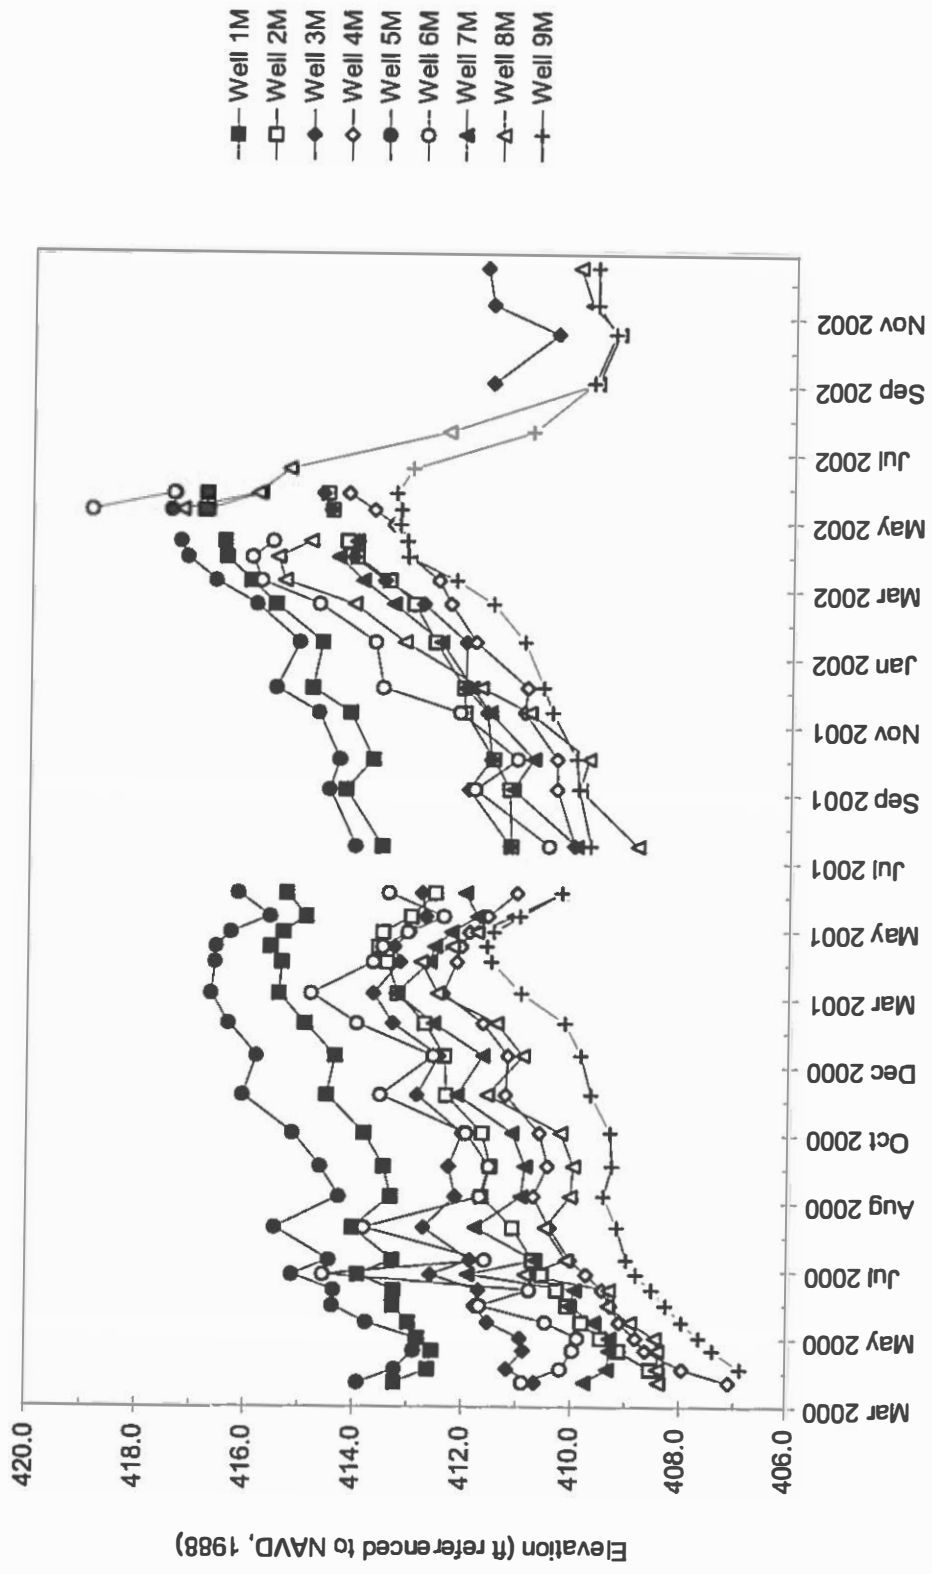 Elevation (ft referenced to NAVD, 1988)
420.0
418.0
416.0
414.0
412.0
410.0
408.0
406.0
Mar 2000
May 2000
Jul 2000
Aug 2000
Oct 2000
Dec 2000
Mar 2001
May 2001
Jul 2001
Sep 2001
Nov 2001
Jan 2002
Mar 2002
May 2002
Jul 2002
Sep 2002
Nov 2002
Well 1M
Well 2M
Well 3M
Well 4M
Well 5M
Well 6M
Well 7M
Well 8M
Well 9M